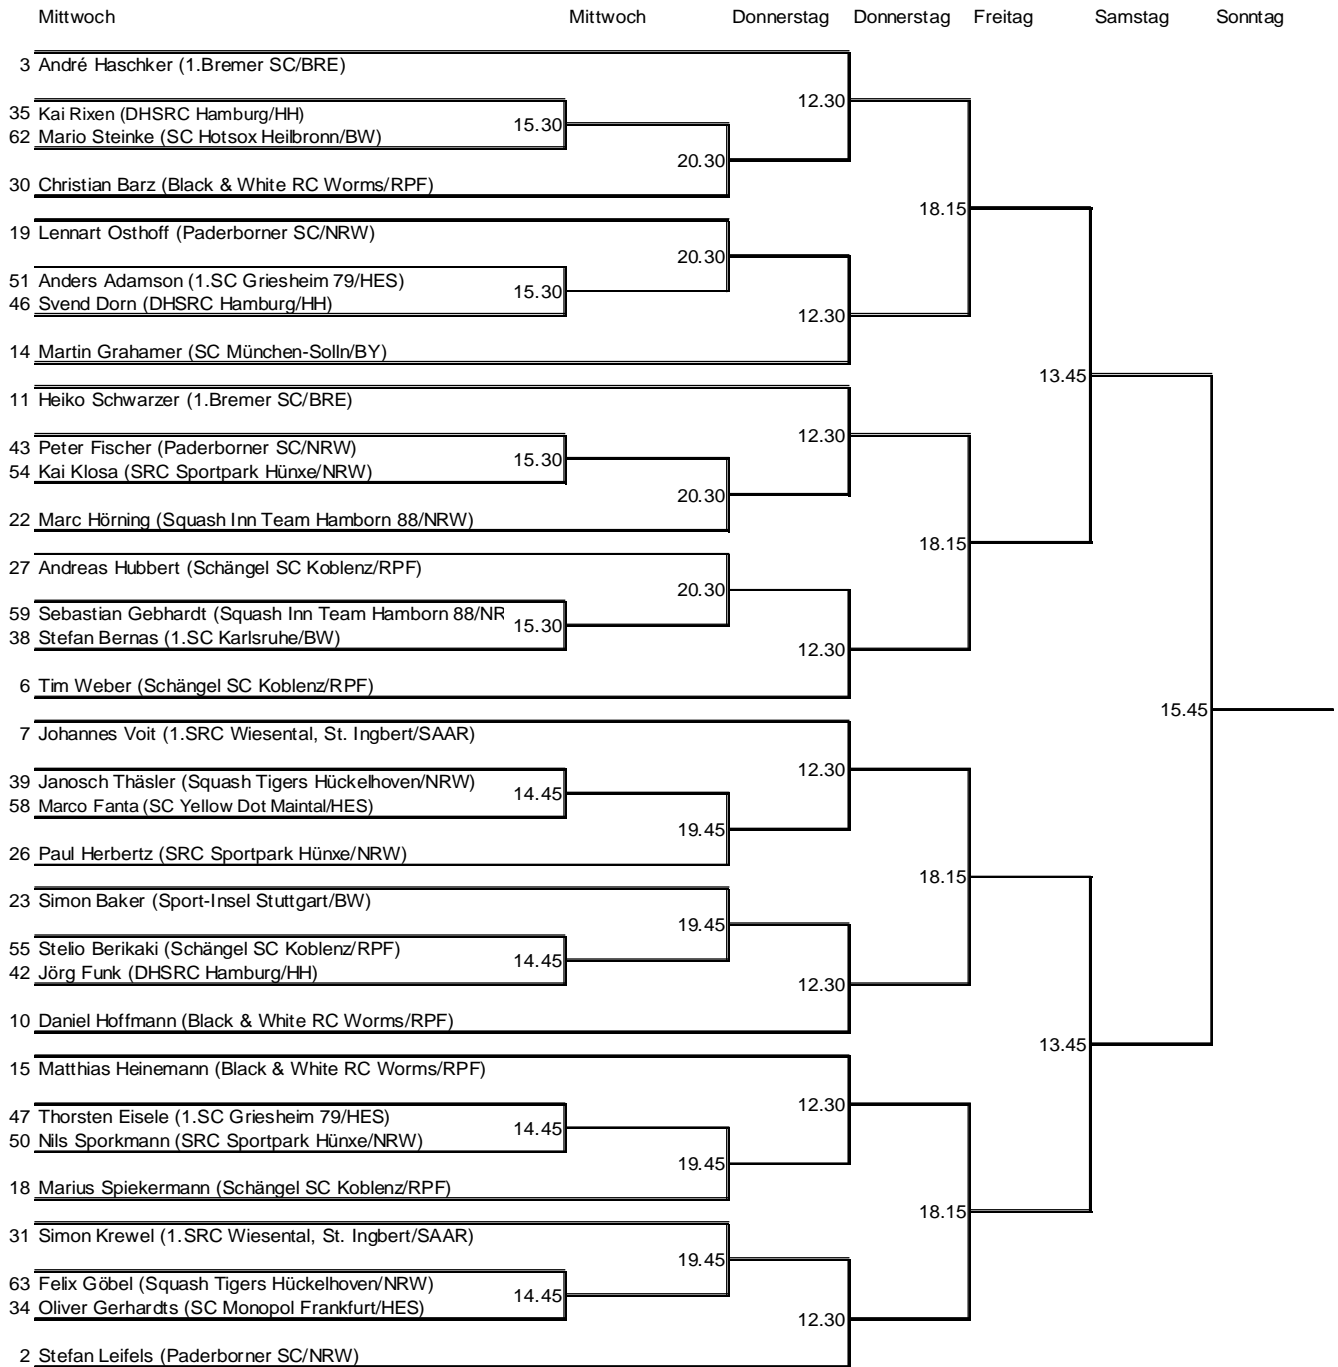 Mittwoch Mittwoch Donnerstag Donnerstag Freitag Samstag Sonntag
3 André Haschker (1.Bremer SC/BRE)
12.30
35 Kai Rixen (DHSRC Hamburg/HH)
15.30
62 Mario Steinke (SC Hotsox Heilbronn/BW)
20.30
30 Christian Barz (Black & White RC Worms/RPF)
18.15
19 Lennart Osthoff (Paderborner SC/NRW)
20.30
51 Anders Adamson (1.SC Griesheim 79/HES)
15.30
46 Svend Dorn (DHSRC Hamburg/HH)
12.30
14 Martin Grahamer (SC München-Solln/BY)
13.45
11 Heiko Schwarzer (1.Bremer SC/BRE)
12.30
43 Peter Fischer (Paderborner SC/NRW)
15.30
54 Kai Klosa (SRC Sportpark Hünxe/NRW)
20.30
22 Marc Hörning (Squash Inn Team Hamborn 88/NRW)
18.15
27 Andreas Hubbert (Schängel SC Koblenz/RPF)
20.30
59 Sebastian Gebhardt (Squash Inn Team Hamborn 88/NR
15.30
38 Stefan Bernas (1.SC Karlsruhe/BW)
12.30
6 Tim Weber (Schängel SC Koblenz/RPF)
15.45
7 Johannes Voit (1.SRC Wiesental, St. Ingbert/SAAR)
12.30
39 Janosch Thäsler (Squash Tigers Hückelhoven/NRW)
14.45
58 Marco Fanta (SC Yellow Dot Maintal/HES)
19.45
26 Paul Herbertz (SRC Sportpark Hünxe/NRW)
18.15
23 Simon Baker (Sport-Insel Stuttgart/BW)
19.45
55 Stelio Berikaki (Schängel SC Koblenz/RPF)
14.45
42 Jörg Funk (DHSRC Hamburg/HH)
12.30
10 Daniel Hoffmann (Black & White RC Worms/RPF)
13.45
15 Matthias Heinemann (Black & White RC Worms/RPF)
12.30
47 Thorsten Eisele (1.SC Griesheim 79/HES)
14.45
50 Nils Sporkmann (SRC Sportpark Hünxe/NRW)
19.45
18 Marius Spiekermann (Schängel SC Koblenz/RPF)
18.15
31 Simon Krewel (1.SRC Wiesental, St. Ingbert/SAAR)
19.45
63 Felix Göbel (Squash Tigers Hückelhoven/NRW)
14.45
34 Oliver Gerhardts (SC Monopol Frankfurt/HES)
12.30
2 Stefan Leifels (Paderborner SC/NRW)